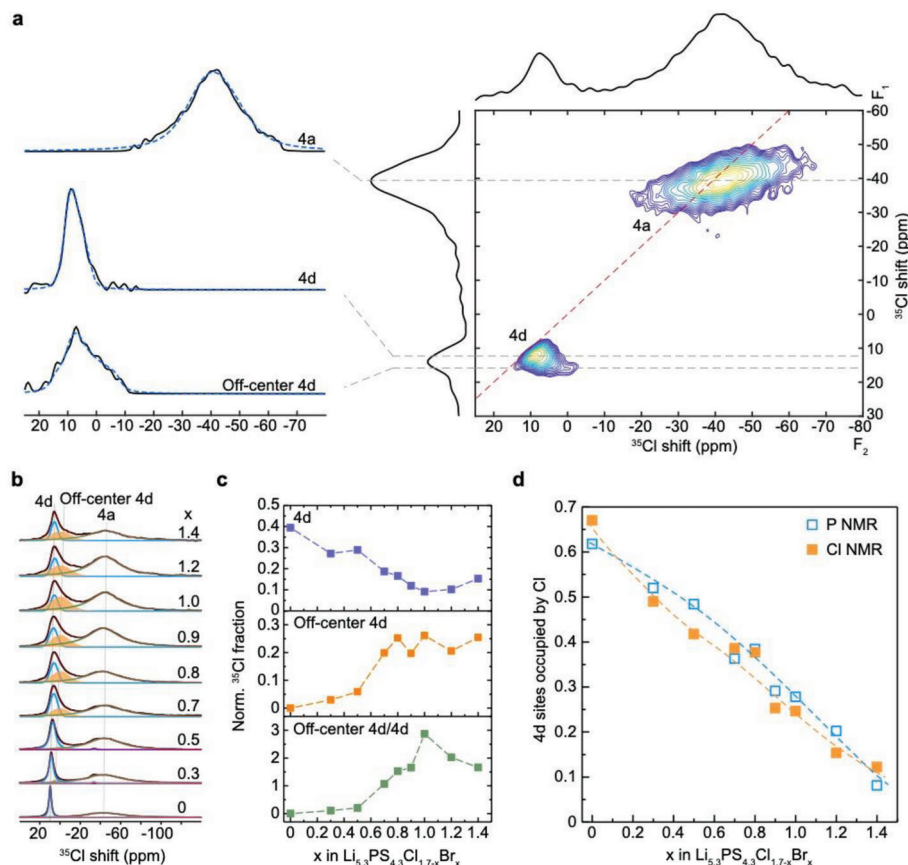 a
4a
4d
Off-center 4d
20 10 0 -10 -20 -30 -40 -50 -60 -70
F1
-60
-50
-40
-30
-20
-10
0
10
20
30
4a
4d
35Cl shift (ppm)
20 10 0 -10 -20 -30 -40 -50 -60 -70 -80
35Cl shift (ppm)
F2
b
4d Off-center 4d
4a x
1.4
1.2
1.0
0.9
0.8
0.7
0.5
0.3
0
20 -20 -60 -100
35Cl shift (ppm)
c
0.5
0.4
0.3
0.2
0.1
0
4d
0.3
0.2
0.1
0
Off-center 4d
3
2
1
0
Off-center 4d/4d
Norm. 35Cl fraction
0.0 0.2 0.4 0.6 0.8 1.0 1.2 1.4
x in Li5.3PS4.3Cl1.7-xBrx
d
0.7
0.6
0.5
0.4
0.3
0.2
0.1
0.0
4d sites occupied by Cl
P NMR
Cl NMR
0.0 0.2 0.4 0.6 0.8 1.0 1.2 1.4
x in Li5.3PS4.3Cl1.7-xBrx